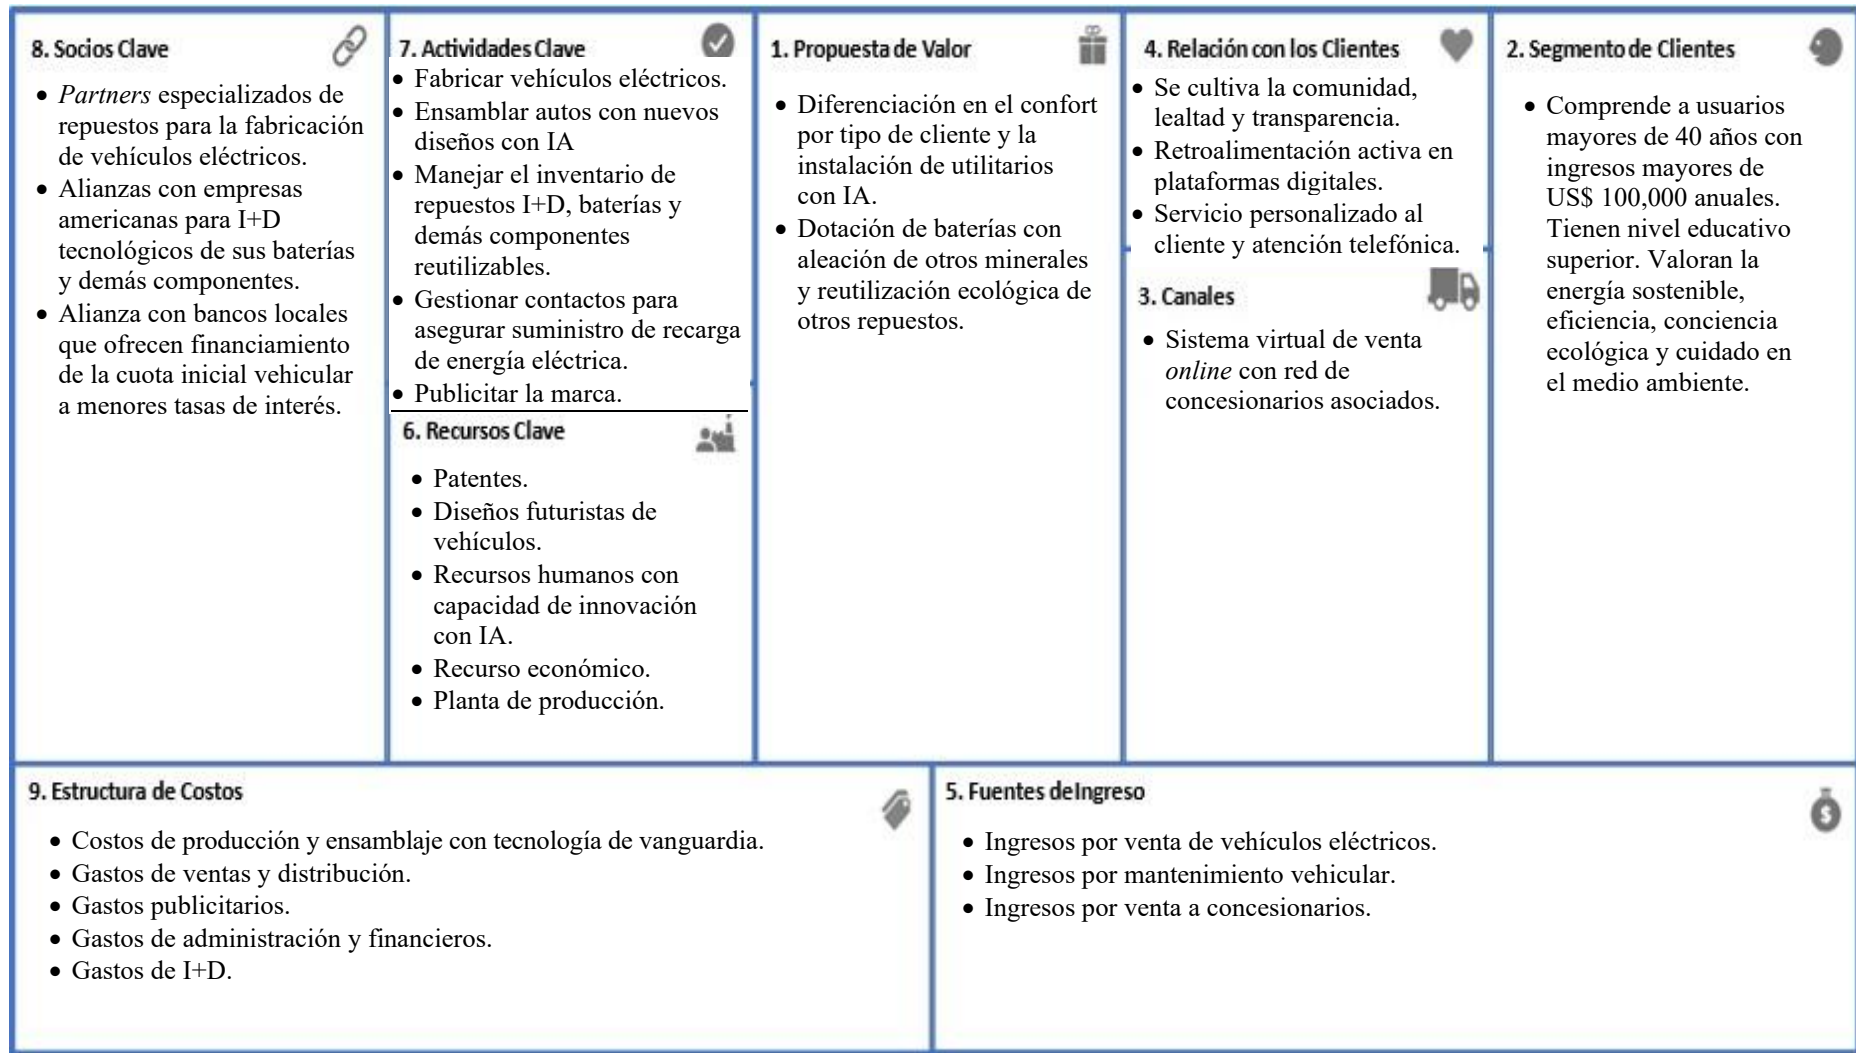 8. Socios Clave
• Partners especializados de
repuestos para la fabricación
de vehículos eléctricos.
• Alianzas con empresas
americanas para I+D
tecnológicos de sus baterías
y demás componentes.
• Alianza con bancos locales
que ofrecen financiamiento
de la cuota inicial vehicular
a menores tasas de interés.
7. Actividades Clave
• Fabricar vehículos eléctricos.
• Ensamblar autos con nuevos
diseños con IA
• Manejar el inventario de
repuestos I+D, baterías y
demás componentes
reutilizables.
• Gestionar contactos para
asegurar suministro de recarga
de energía eléctrica.
• Publicitar la marca.
6. Recursos Clave
• Patentes.
• Diseños futuristas de
vehículos.
• Recursos humanos con
capacidad de innovación
con IA.
• Recurso económico.
• Planta de producción.
1. Propuesta de Valor
• Diferenciación en el confort
por tipo de cliente y la
instalación de utilitarios
con IA.
• Dotación de baterías con
aleación de otros minerales
y reutilización ecológica de
otros repuestos.
4. Relación con los Clientes
• Se cultiva la comunidad,
lealtad y transparencia.
• Retroalimentación activa en
plataformas digitales.
• Servicio personalizado al
cliente y atención telefónica.
3. Canales
• Sistema virtual de venta
online con red de
concesionarios asociados.
2. Segmento de Clientes
• Comprende a usuarios
mayores de 40 años con
ingresos mayores de
US$ 100,000 anuales.
Tienen nivel educativo
superior. Valoran la
energía sostenible,
eficiencia, conciencia
ecológica y cuidado en
el medio ambiente.
9. Estructura de Costos
• Costos de producción y ensamblaje con tecnología de vanguardia.
• Gastos de ventas y distribución.
• Gastos publicitarios.
• Gastos de administración y financieros.
• Gastos de I+D.
5. Fuentes de Ingreso
• Ingresos por venta de vehículos eléctricos.
• Ingresos por mantenimiento vehicular.
• Ingresos por venta a concesionarios.